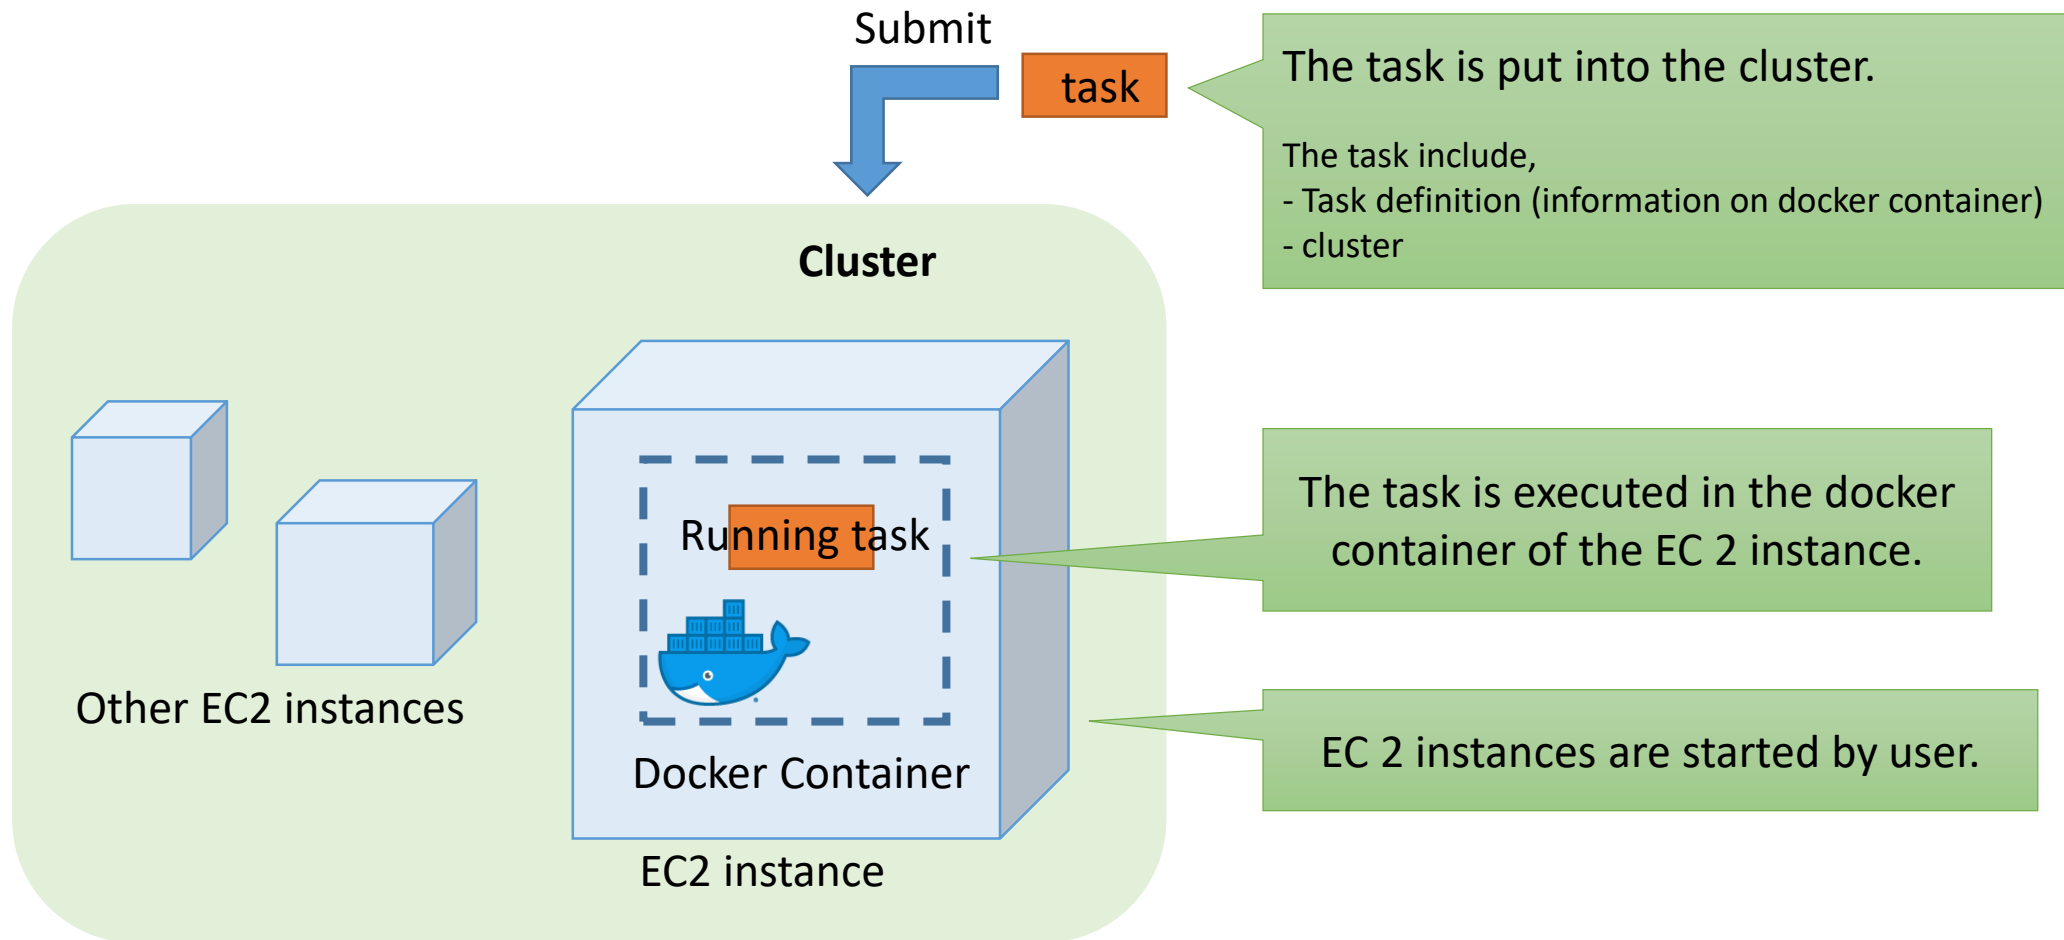 Submit
task
The task is put into the cluster.
The task include,
- Task definition (information on docker container)
- cluster
Cluster
Running task
The task is executed in the docker
container of the EC 2 instance.
Other EC2 instances
Docker Container
EC 2 instances are started by user.
EC2 instance